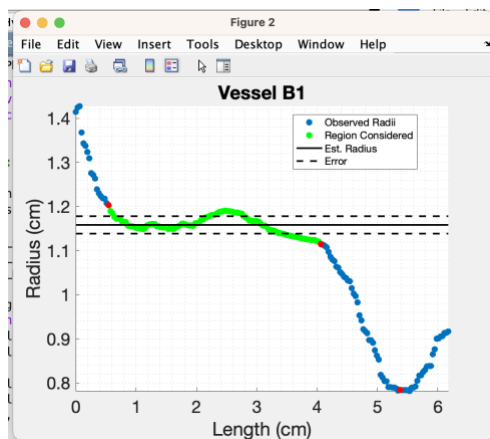 Figure 2
File Edit View Insert Tools Desktop Window Help
Vessel B1
Observed Radii
Region Considered
Est. Radius
Error
Radius (cm)
1.4
1.3
1.2
1.1
1
0.9
0.8
0 1 2 3 4 5 6
Length (cm)